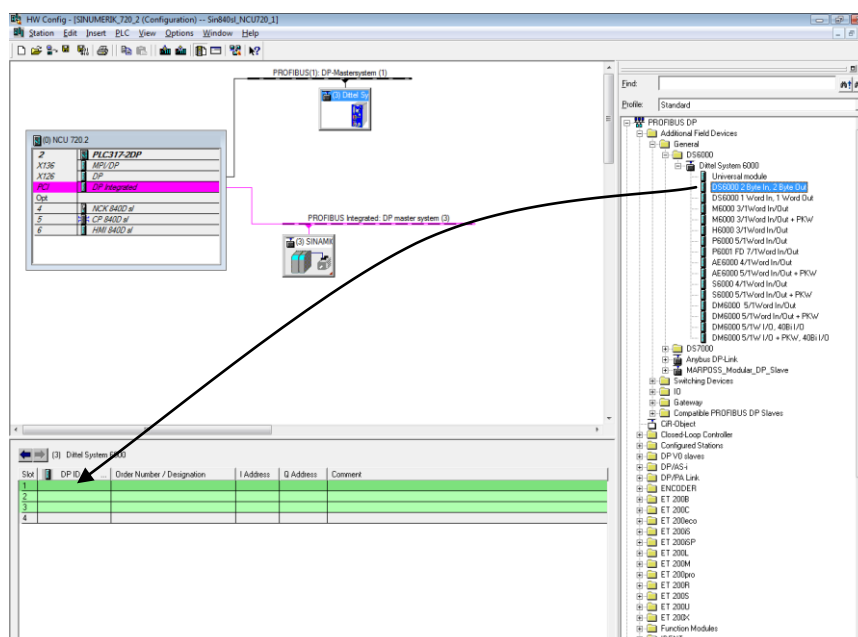 HW Config - [SINUMERIK_720_2 (Configuration) -- Sin840sl_NCU720_1]
Station Edit Insert PLC View Options Window Help
PROFIBUS(1): DP-Mastersystem (1)
(3) Dittel Sy
(0) NCU 720.2
2 PLC317-2DP
X136 MPI/DP
X126 DP
PCI DP Integrated
Opt
4 NCK 840D sl
5 CP 840D sl
6 HMI 840D sl
PROFIBUS Integrated: DP master system (3)
(3) SINAMI
(3) Dittel System 6000
Slot DP ID ... Order Number / Designation I Address Q Address Comment
1
2
3
4
Find:
Profile: Standard
PROFIBUS DP
Additional Field Devices
General
DS6000
Dittel System 6000
Universal module
DS6000 2 Byte In, 2 Byte Out
DS6000 1 Word In, 1 Word Out
M6000 3/1Word In/Out
M6000 3/1Word In/Out + PKW
H6000 3/1Word In/Out
P6000 5/1Word In/Out
P6001 FD 7/1Word In/Out
AE6000 4/1Word In/Out
AE6000 5/1Word In/Out + PKW
S6000 4/1Word In/Out
S6000 5/1Word In/Out + PKW
DM6000 5/1Word In/Out
DM6000 5/1Word In/Out + PKW
DM6000 5/1W I/O, 40Bi I/O
DM6000 5/1W I/O + PKW, 40Bi I/O
DS7000
Anybus DP-Link
MARPOSS_Modular_DP_Slave
Switching Devices
IO
Gateway
Compatible PROFIBUS DP Slaves
CiR-Object
Closed-Loop Controller
Configured Stations
DP V0 slaves
DP/AS-i
DP/PA Link
ENCODER
ET 200B
ET 200C
ET 200eco
ET 200iS
ET 200iSP
ET 200L
ET 200M
ET 200pro
ET 200R
ET 200S
ET 200U
ET 200X
Function Modules